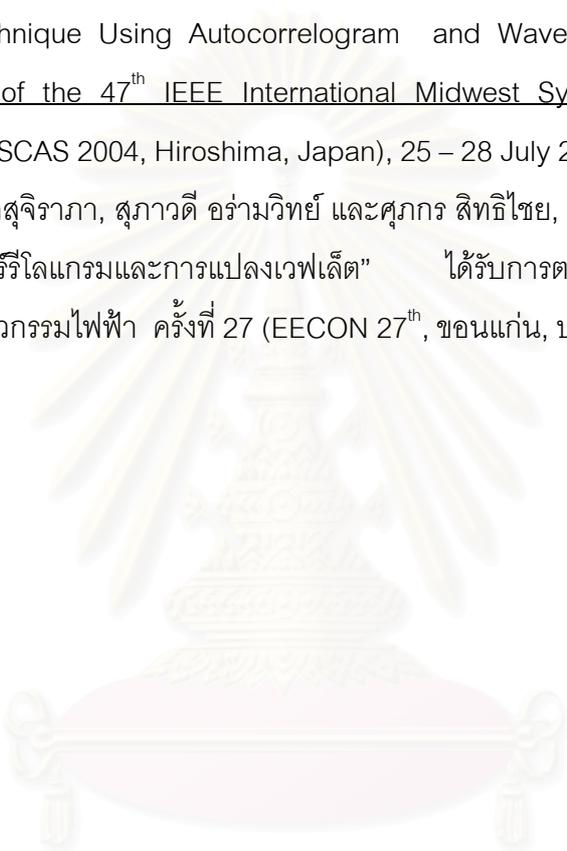 hnique Using Autocorrelogram and Wave
of the 47th IEEE International Midwest Sy
SCAS 2004, Hiroshima, Japan), 25 – 28 July 2
สุจิราภา, สุภาวดี อร่ามวิทย์ และศุภกร สิทธิไชย,
ร์รีโลแกรมและการแปลงเวฟเล็ต” ได้รับการต
วกรรมไฟฟ้า ครั้งที่ 27 (EECON 27th, ขอนแก่น, ป